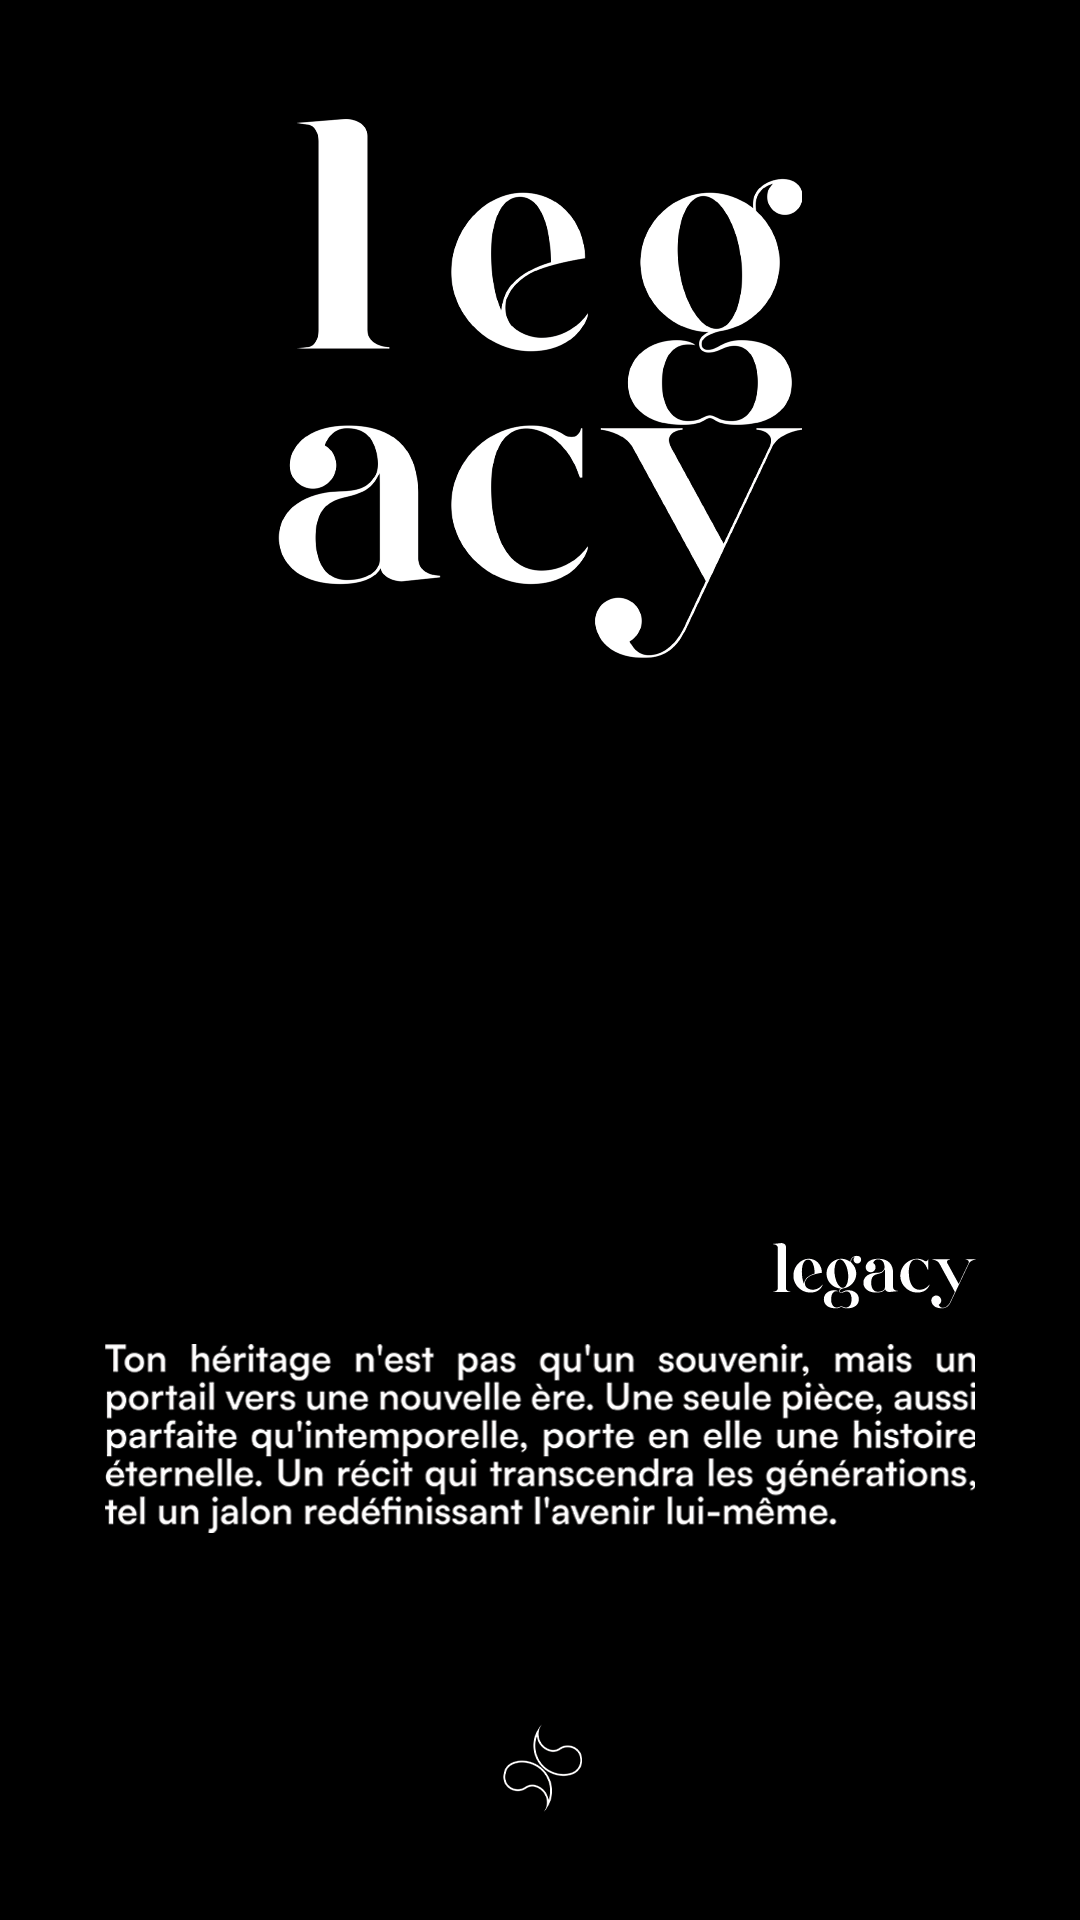 leg
acy
legacy
Ton héritage n'est pas qu'un souvenir, mais un
portail vers une nouvelle ère. Une seule pièce, aussi
parfaite qu'intemporelle, porte en elle une histoire
éternelle. Un récit qui transcendra les générations,
tel un jalon redéfinissant l'avenir lui-même.